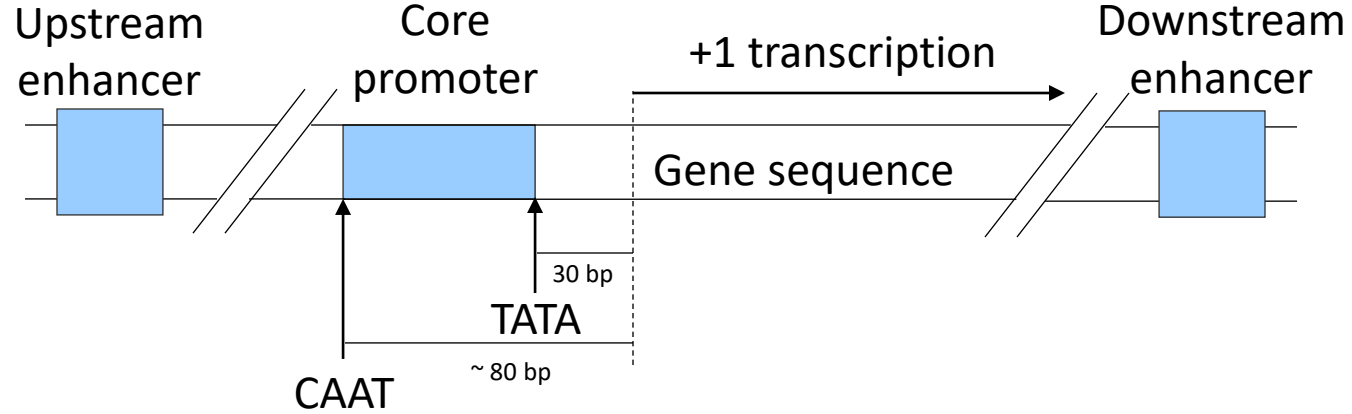 Upstream
enhancer
Core
promoter
+1 transcription
Downstream
enhancer
Gene sequence
30 bp
TATA
~ 80 bp
CAAT